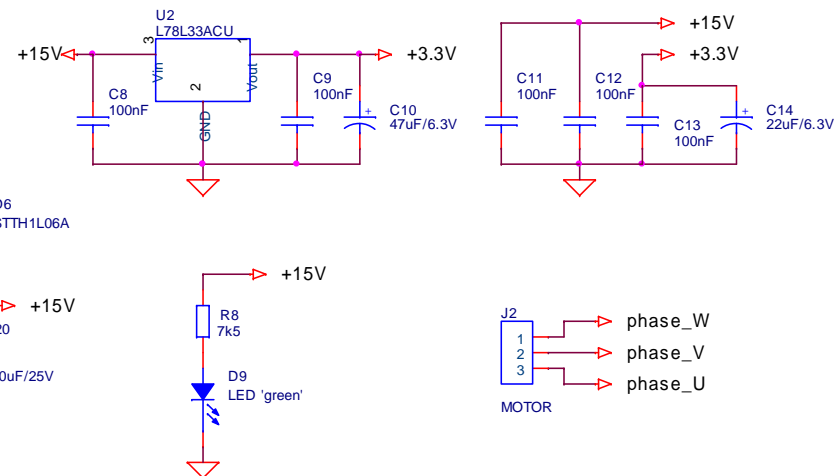 U2
L78L33ACU
+15V
3
1
Vin
Vout
2
GND
+3.3V
C8
100nF
C9
100nF
+
C10
47uF/6.3V
+15V
+3.3V
C11
100nF
C12
100nF
C13
100nF
+
C14
22uF/6.3V
STTH1L06A
+15V
0uF/25V
+15V
R8
7k5
D9
LED 'green'
J2
1
2
3
phase_W
phase_V
phase_U
MOTOR